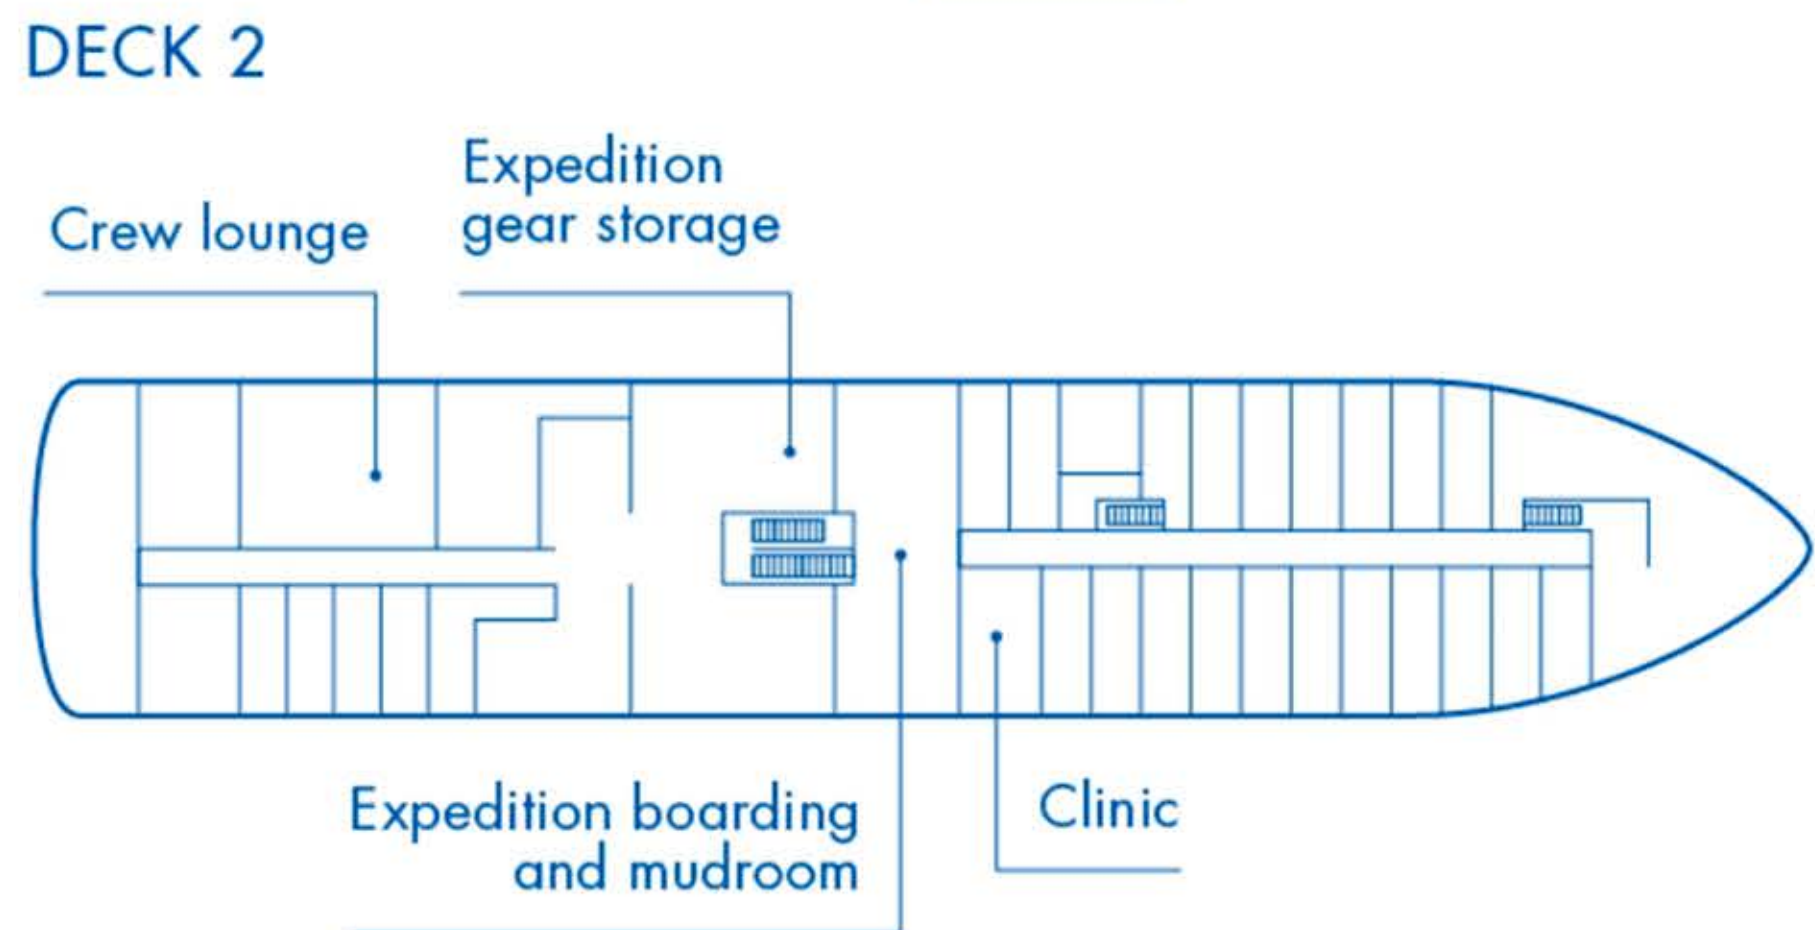 DECK 2
Crew lounge
Expedition
gear storage
Expedition boarding
and mudroom
Clinic